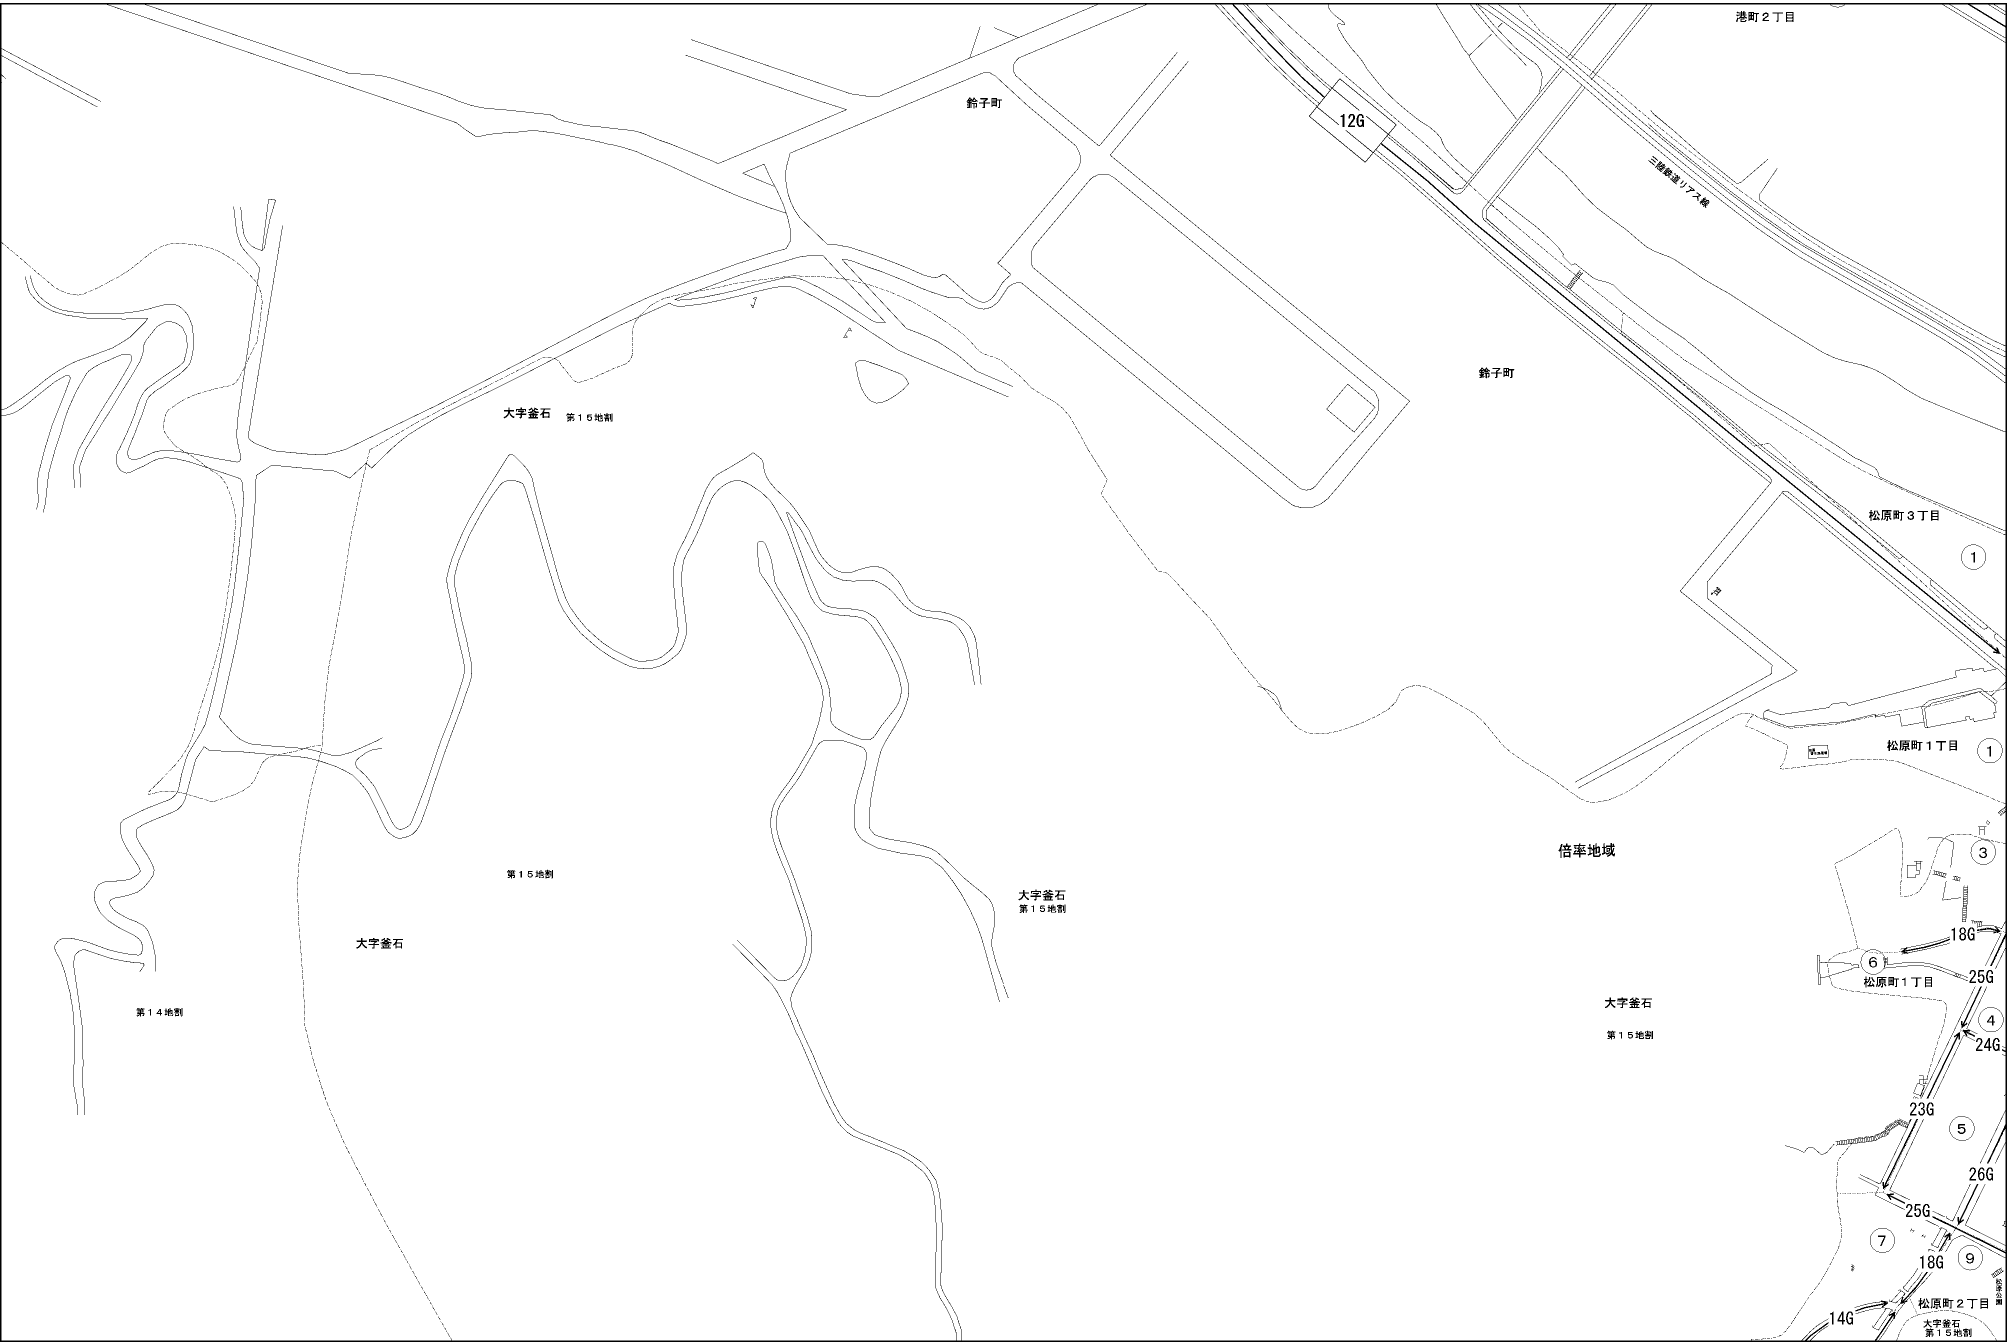 港町２丁目
鈴子町
12G
三陸鉄道リアス線
鈴子町
大字釜石
第１５地割
松原町３丁目
1
松原町１丁目
1
倍率地域
3
第１５地割
大字釜石
第１５地割
大字釜石
18G
6
25G
松原町１丁目
大字釜石
第１４地割
4
第１５地割
24G
23G
5
26G
25G
7
9
18G
松原公園
松原町２丁目
14G
大字釜石
第１５地割